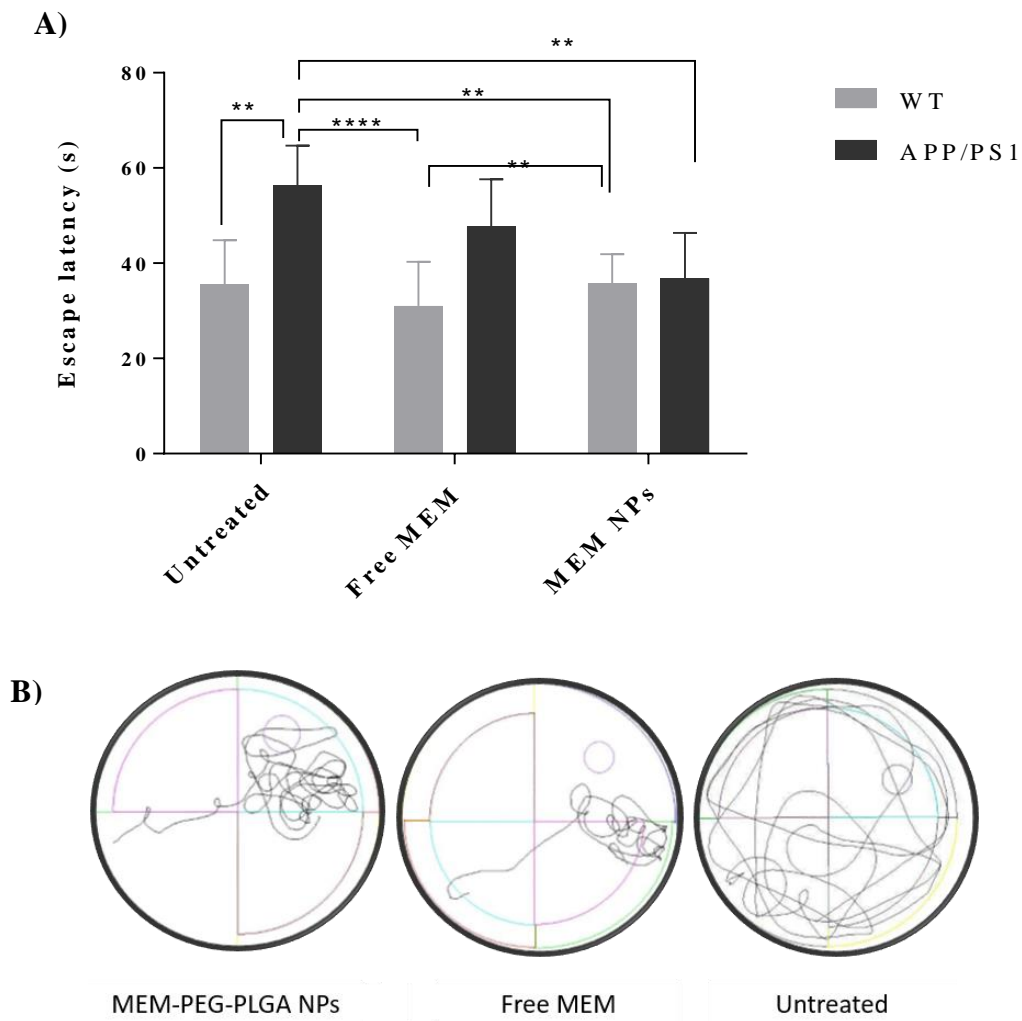 A)
Escape latency (s)
80
60
40
20
0
**
**
**
****
**
WT
APP/PS1
Untreated
Free MEM
MEM NPs
B)
MEM-PEG-PLGA NPs
Free MEM
Untreated